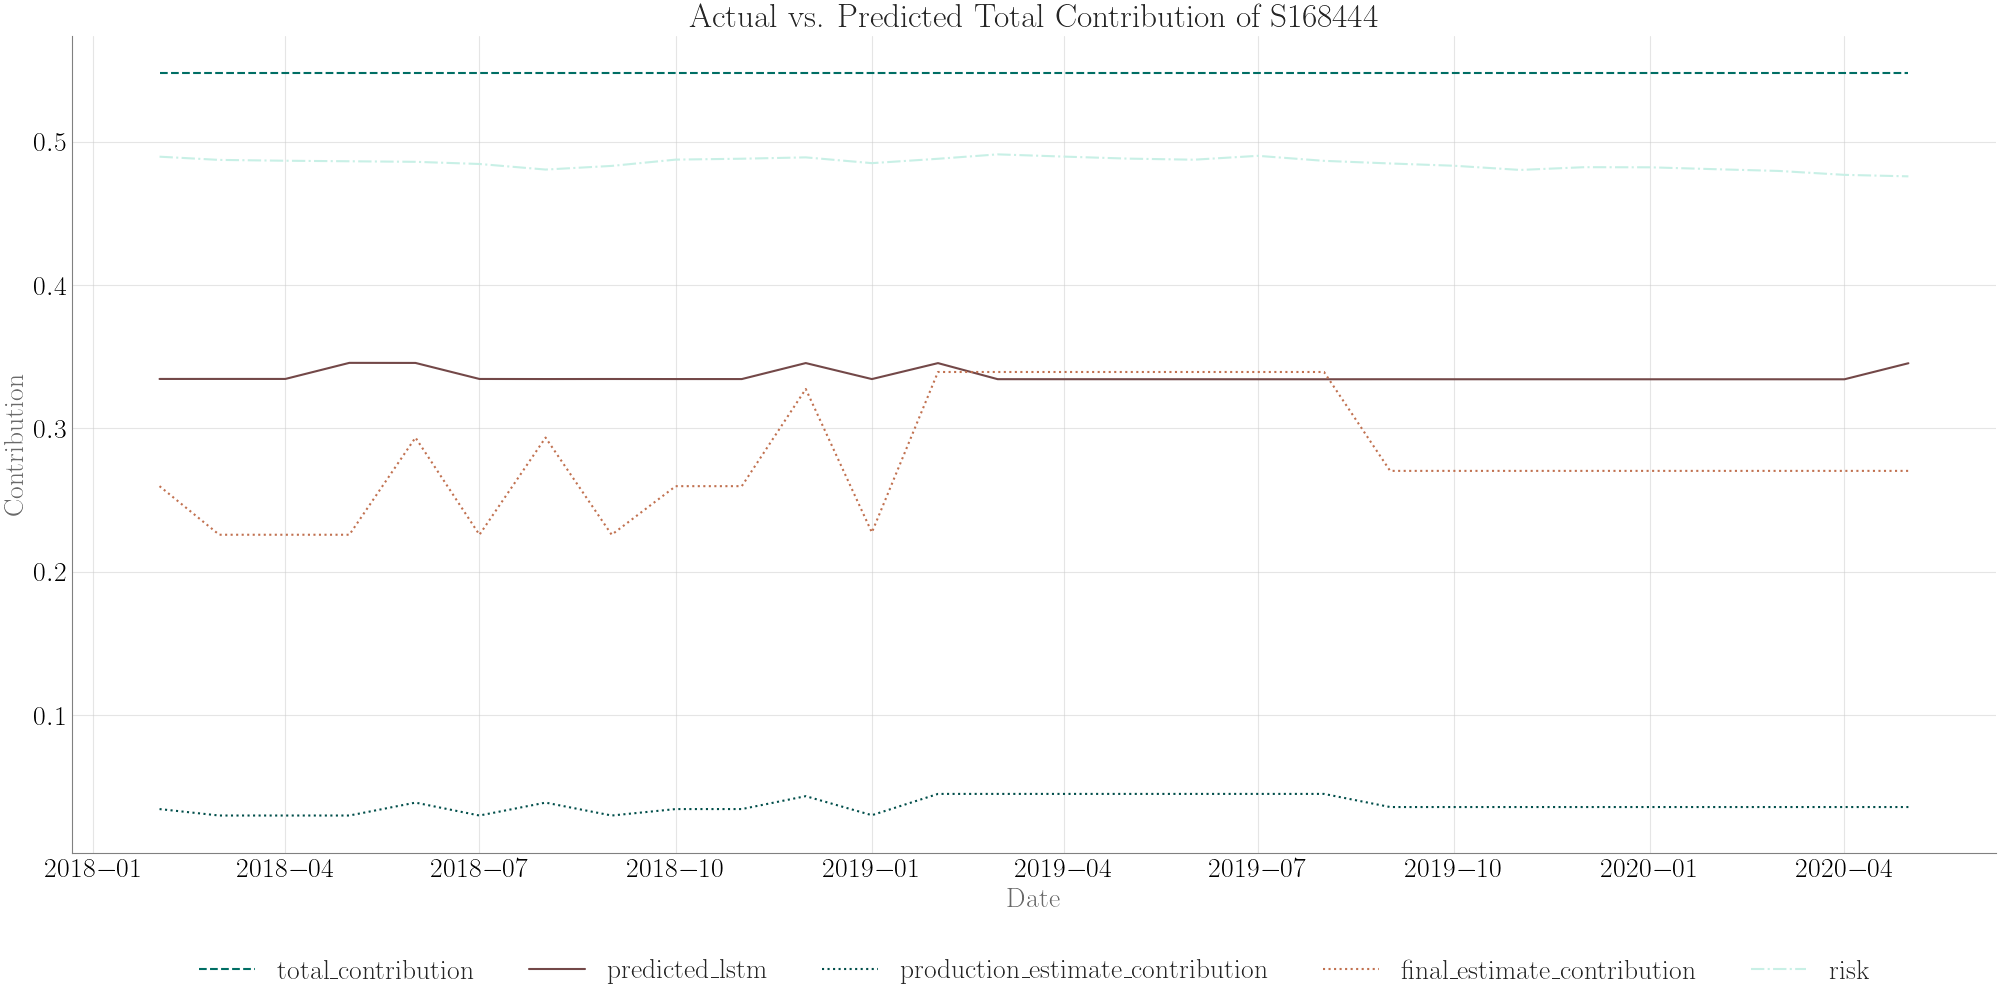 Actual vs. Predicted Total Contribution of S168444
Contribution
0.5
0.4
0.3
0.2
0.1
2018–01 2018–04 2018–07 2018–10 2019–01 2019–04 2019–07 2019–10 2020–01 2020–04
Date
total_contribution predicted_lstm production_estimate_contribution final_estimate_contribution risk